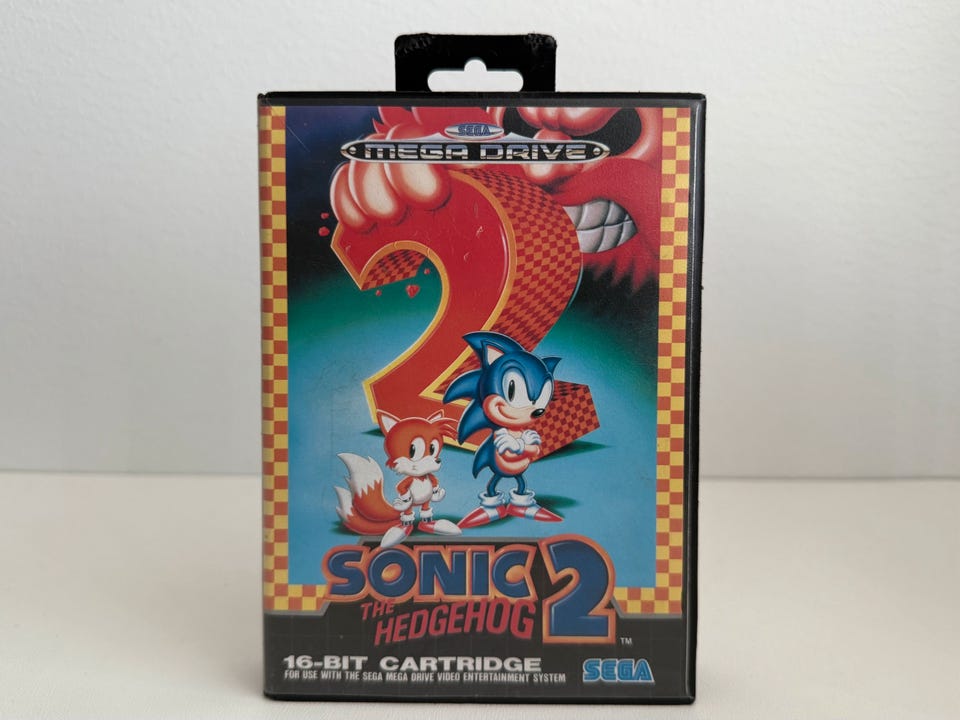 SEGA
MEGA DRIVE
2
SONIC
THE
HEDGEHOG
2
TM
16-BIT CARTRIDGE
FOR USE WITH THE SEGA MEGA DRIVE VIDEO ENTERTAINMENT SYSTEM
SEGA